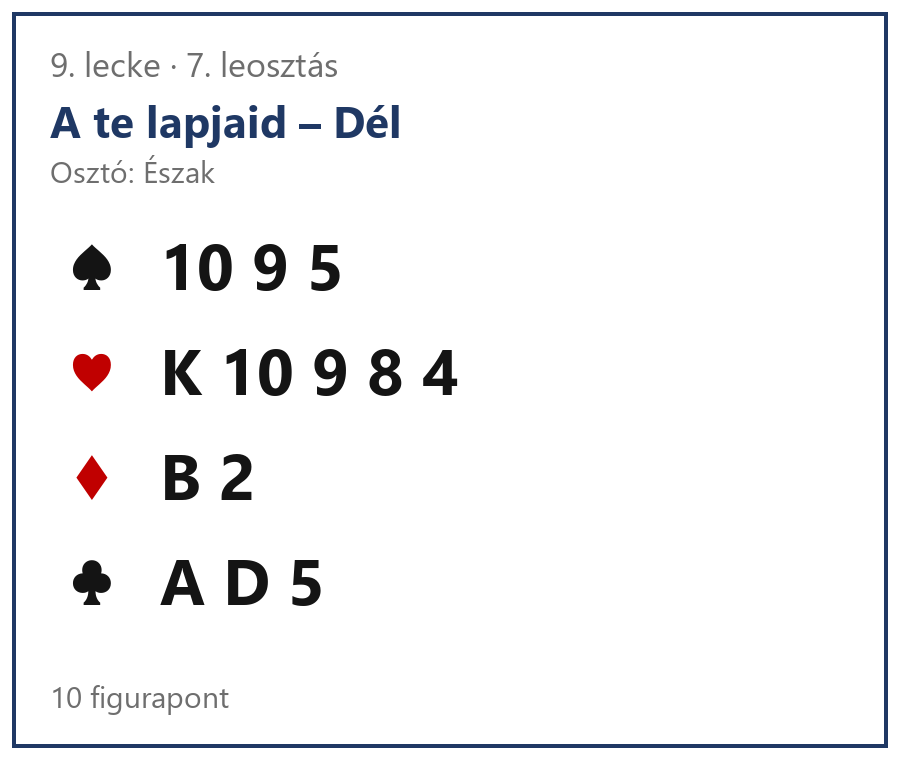 9. lecke · 7. leosztás
A te lapjaid – Dél
Osztó: Észak
♠ 10 9 5
♥ K 10 9 8 4
♦ B 2
♣ A D 5
10 figurapont